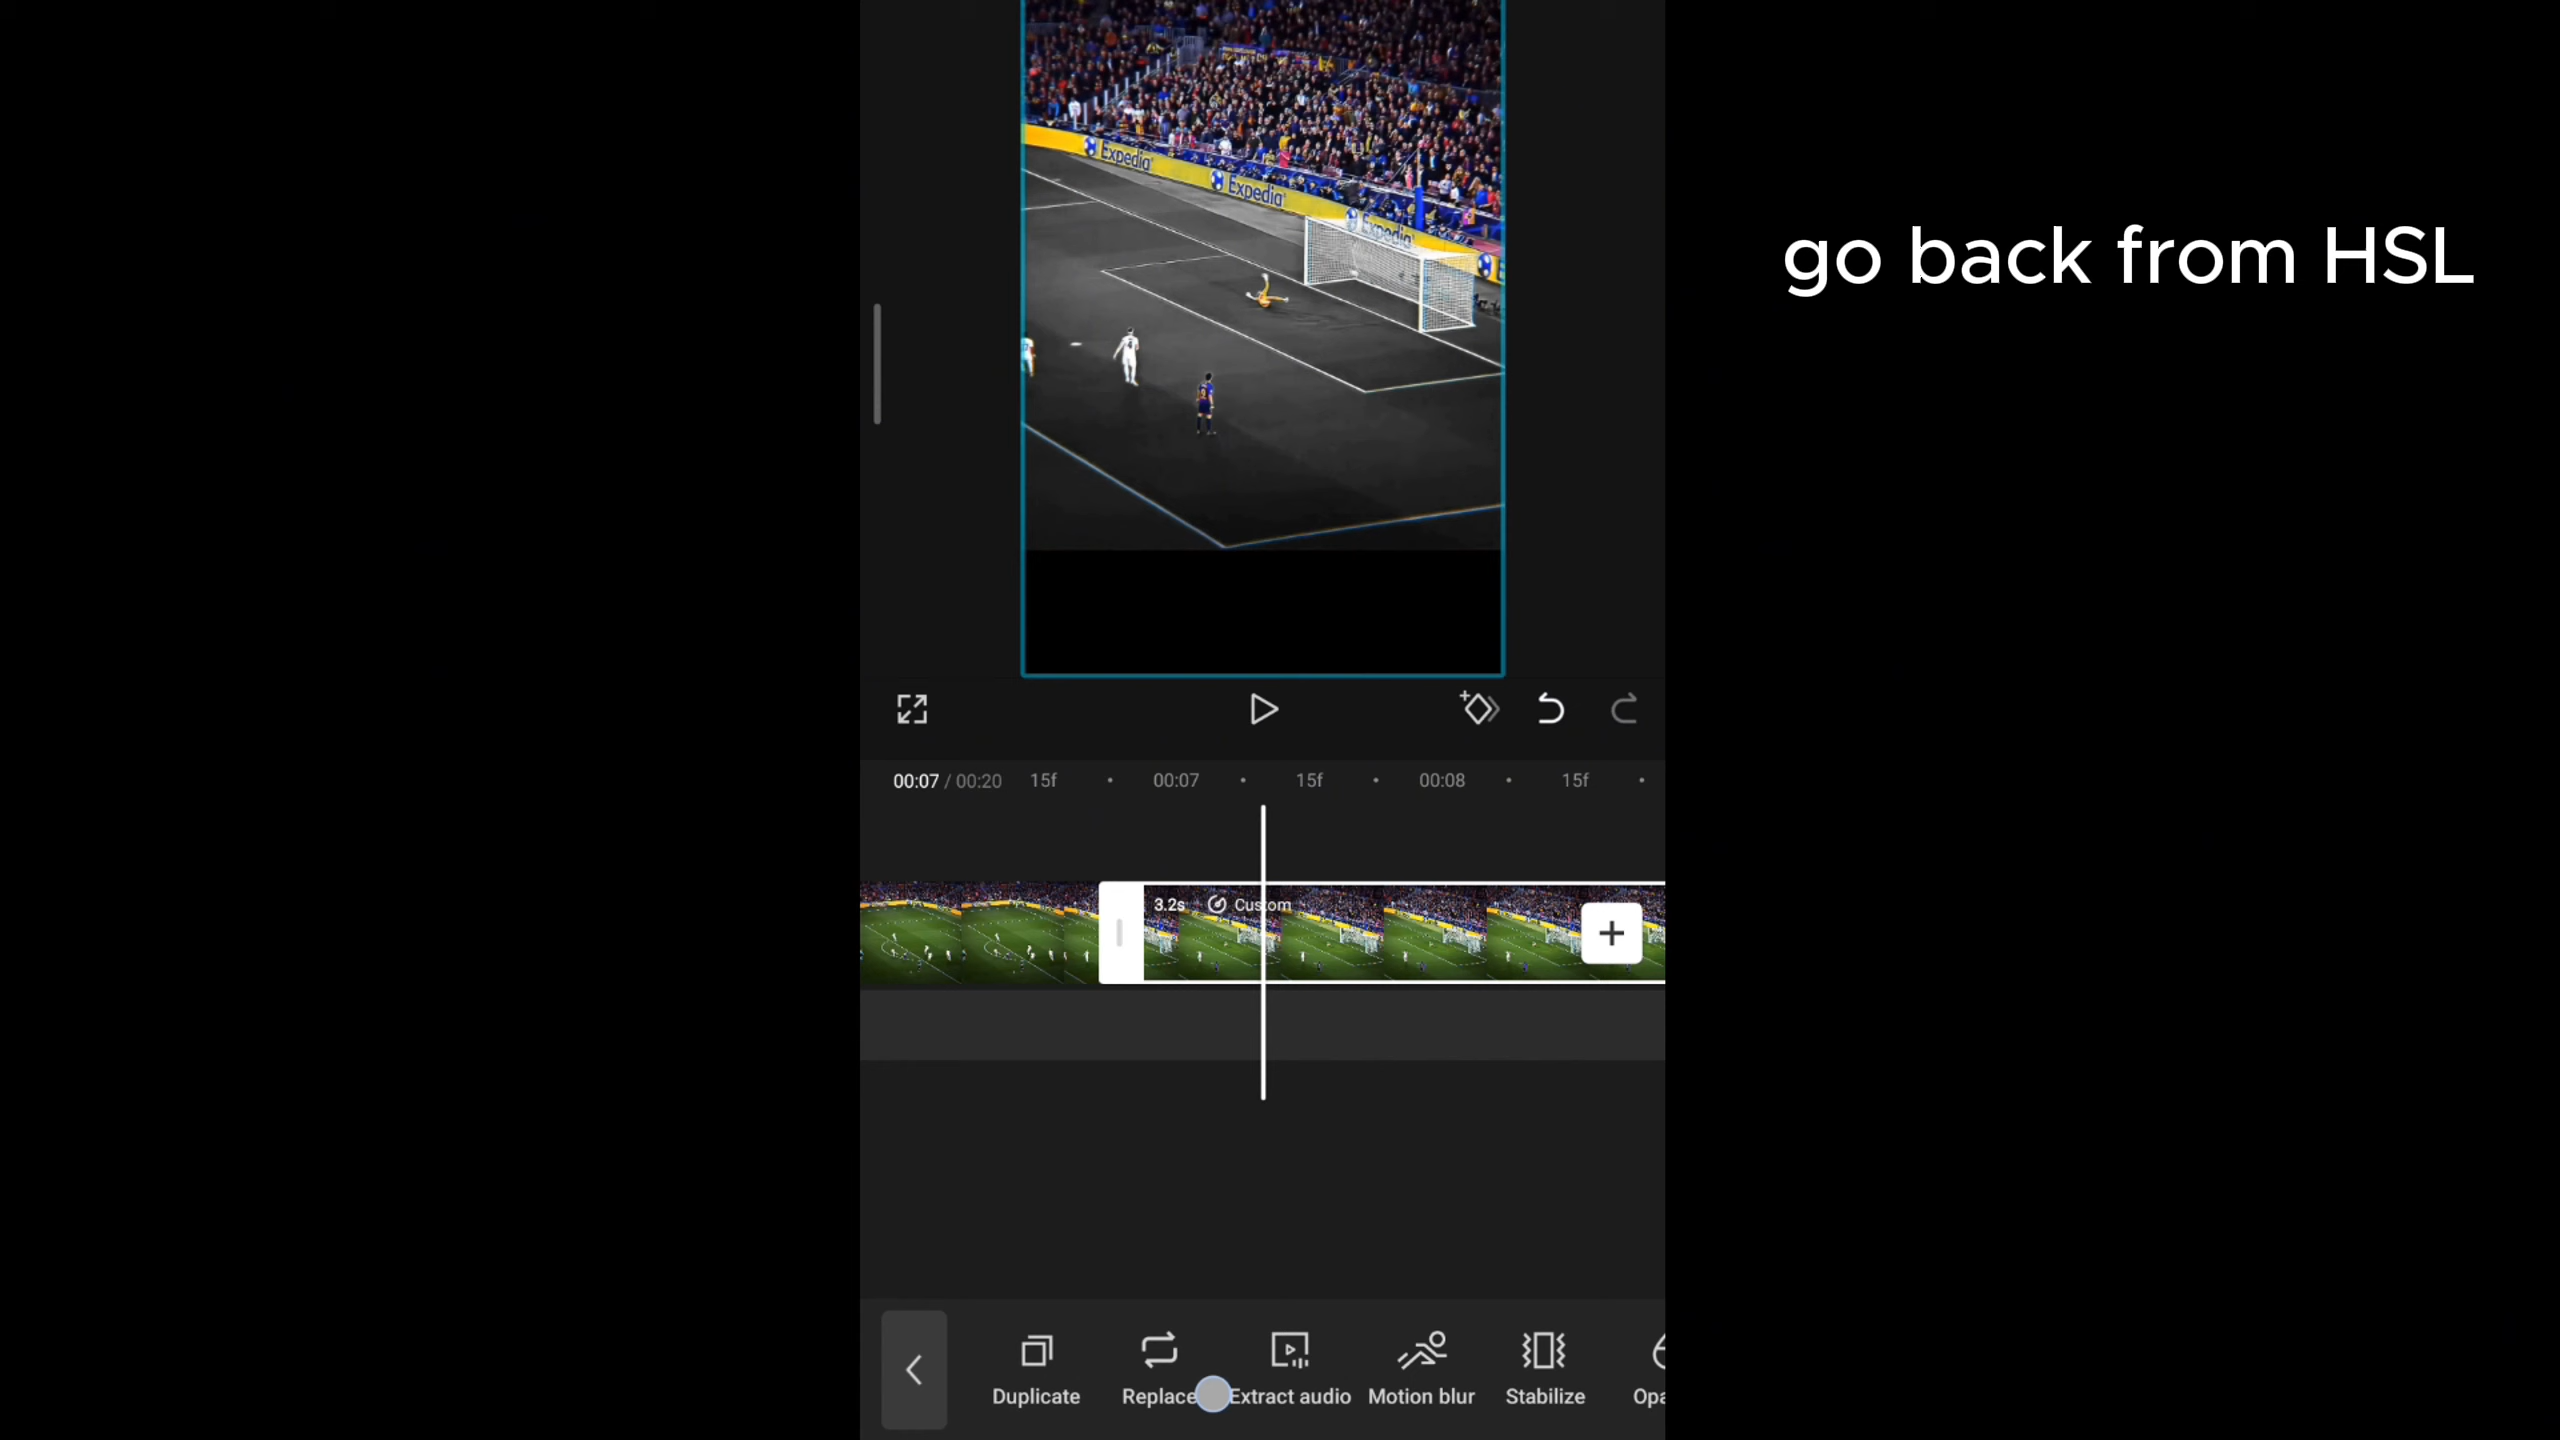 go back from HSL
Expedia
Expedia
Expedia
00:07 / 00:20 15f 00:07 15f 00:08 15f
3.2s Custom
Duplicate Replace Extract audio Motion blur Stabilize Opa